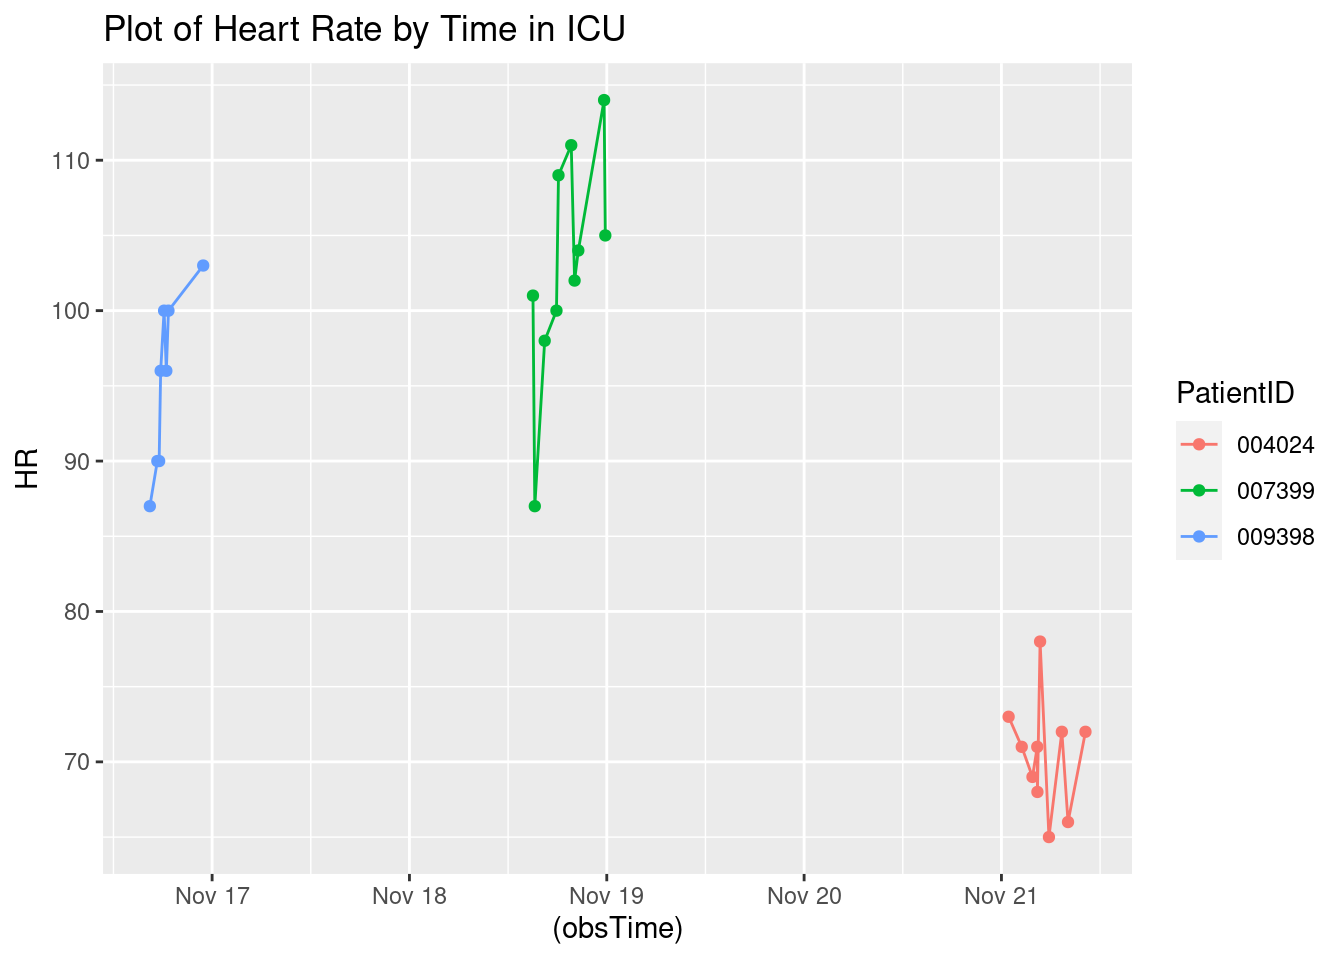 Plot of Heart Rate by Time in ICU
HR
110
100
90
80
70
Nov 17
Nov 18
Nov 19
Nov 20
Nov 21
(obsTime)
PatientID
004024
007399
009398